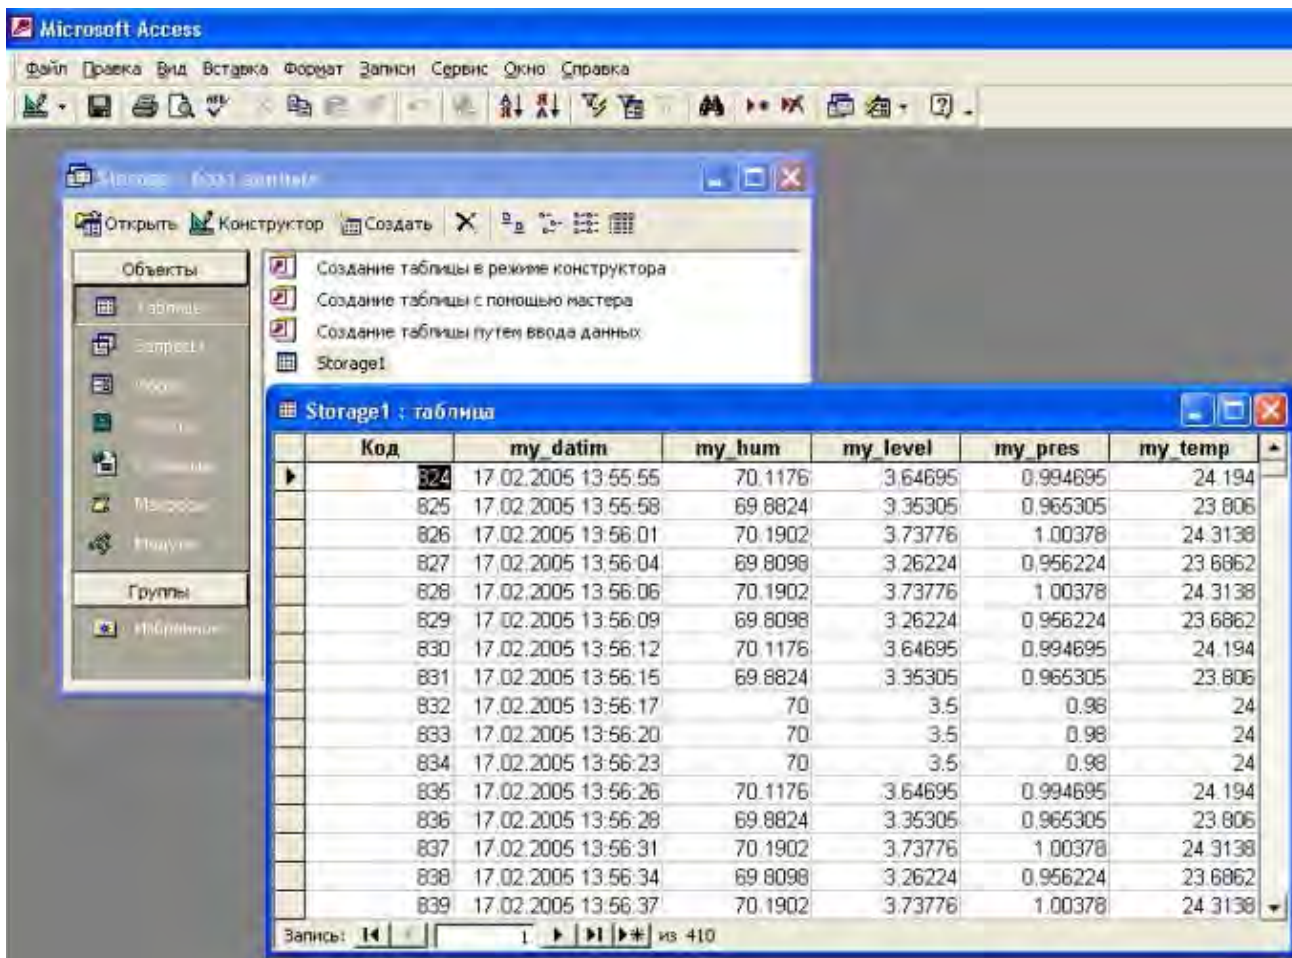 Microsoft Access
Файл Правка Вид Вставка Формат Записи Сервис Окно Справка
Storage : база данных
Открыть Конструктор Создать
Объекты
Создание таблицы в режиме конструктора
Создание таблицы с помощью мастера
Таблицы
Создание таблицы путем ввода данных
Запросы
Storage1
Макросы
Модули
Группы
Избранное
Storage1 : таблица
Код my_datim my_hum my_level my_pres my_temp
824 17.02.2005 13:55:55 70.1176 3.64695 0.994695 24.194
825 17.02.2005 13:55:58 69.8824 3.35305 0.965305 23.806
826 17.02.2005 13:56:01 70.1902 3.73776 1.00378 24.3138
827 17.02.2005 13:56:04 69.8098 3.26224 0.956224 23.6862
828 17.02.2005 13:56:06 70.1902 3.73776 1.00378 24.3138
829 17.02.2005 13:56:09 69.8098 3.26224 0.956224 23.6862
830 17.02.2005 13:56:12 70.1176 3.64695 0.994695 24.194
831 17.02.2005 13:56:15 69.8824 3.35305 0.965305 23.806
832 17.02.2005 13:56:17 70 3.5 0.98 24
833 17.02.2005 13:56:20 70 3.5 0.98 24
834 17.02.2005 13:56:23 70 3.5 0.98 24
835 17.02.2005 13:56:26 70.1176 3.64695 0.994695 24.194
836 17.02.2005 13:56:28 69.8824 3.35305 0.965305 23.806
837 17.02.2005 13:56:31 70.1902 3.73776 1.00378 24.3138
838 17.02.2005 13:56:34 69.8098 3.26224 0.956224 23.6862
839 17.02.2005 13:56:37 70.1902 3.73776 1.00378 24.3138
Запись: 1 из 410